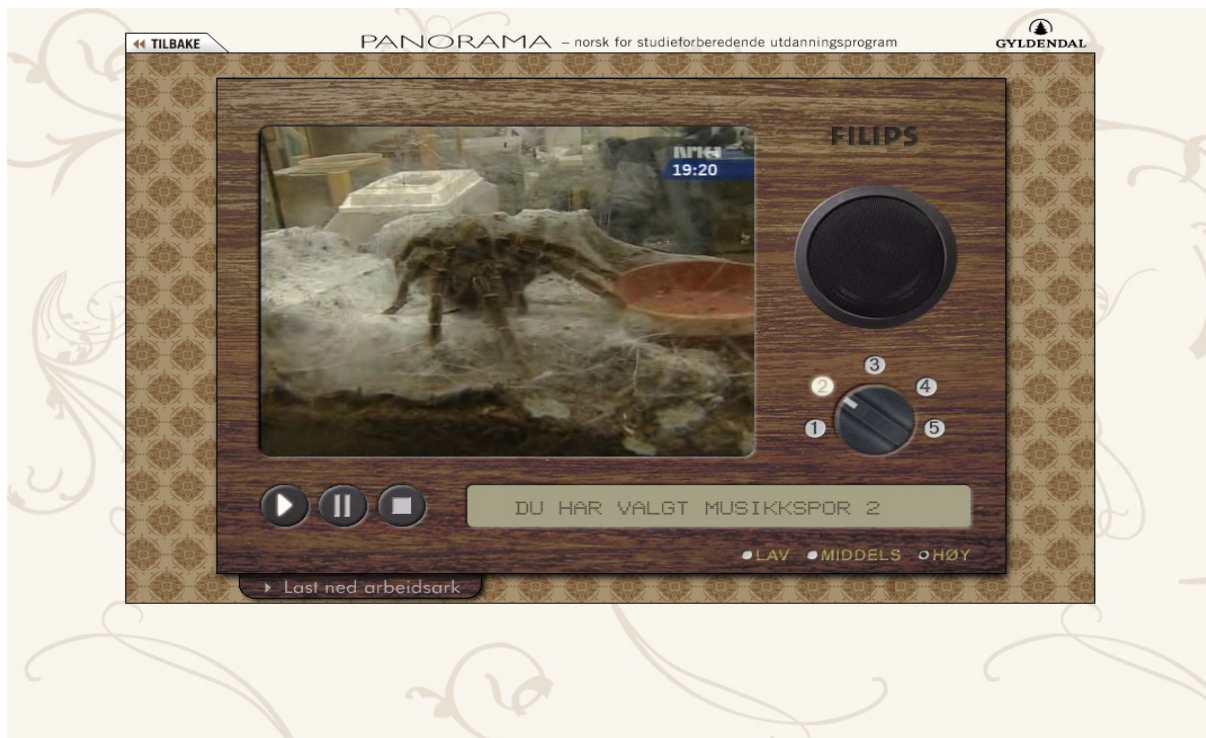 TILBAKE
PANORAMA – norsk for studieforberedende utdanningsprogram
GYLDENDAL
FILIPS
NRK1
19:20
3
2
4
1
5
DU HAR VALGT MUSIKKSPOR 2
LAV MIDDELS HØY
Last ned arbeidsark